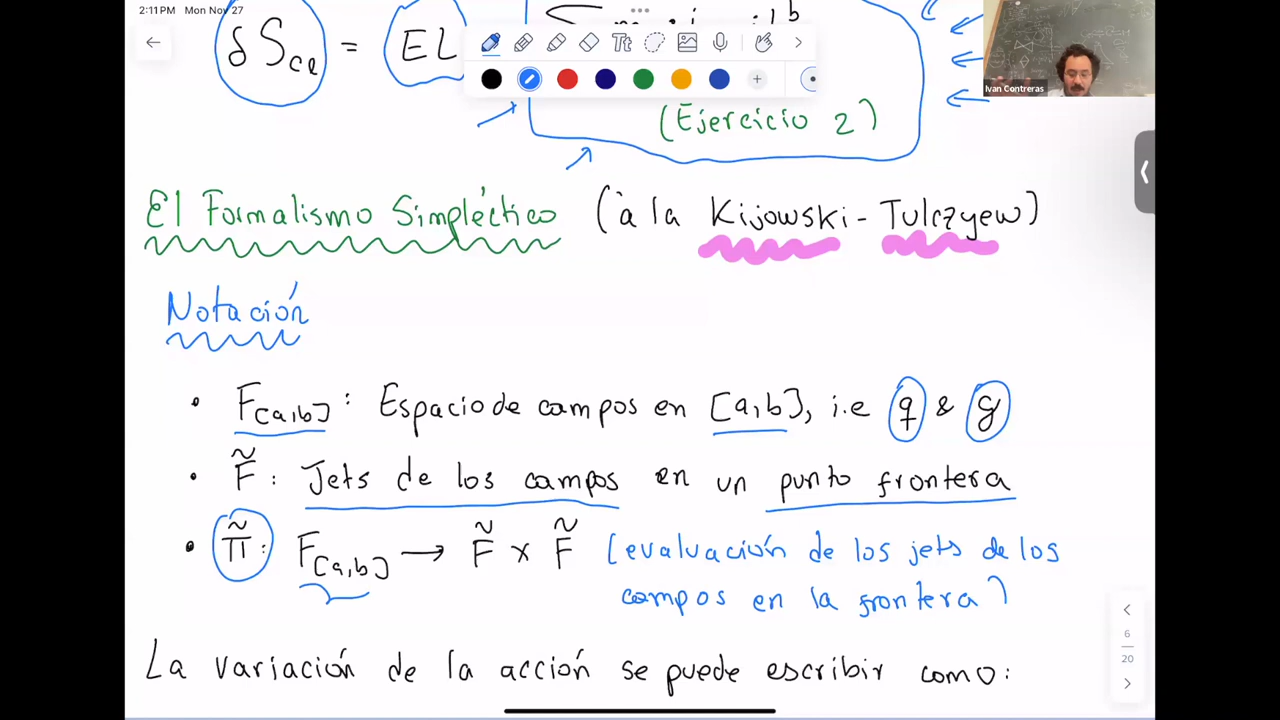 2:11 PM Mon Nov 27
δS_cl = EL
Tt
Ivan Contreras
(Ejercicio 2)
El Formalismo Simpléctico (à la Kijowski - Tulczyew)
Notación
• F_[a,b] : Espacio de campos en [a,b], i.e q & g
• F̃ : Jets de los campos en un punto frontera
• π̃ : F_[a,b] → F̃ x F̃ (evaluación de los jets de los
campos en la frontera)
6
20
La variación de la acción se puede escribir como: